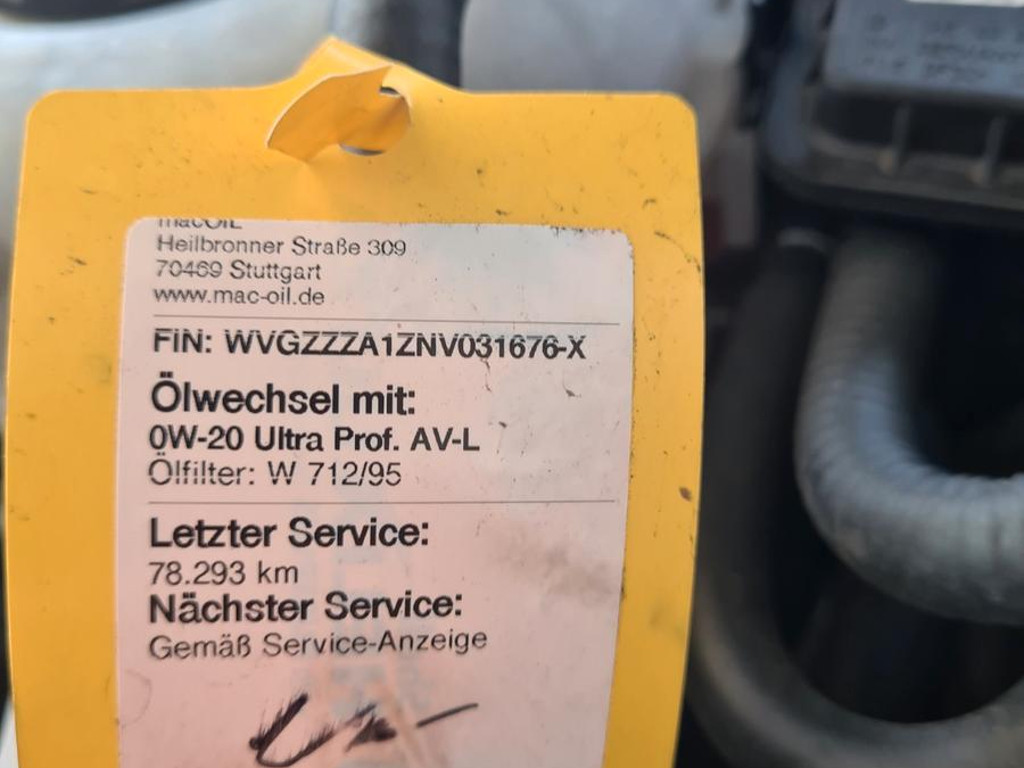 macOIL
Heilbronner Straße 309
70469 Stuttgart
www.mac-oil.de
FIN: WVGZZZA1ZNV031676-X
Ölwechsel mit:
0W-20 Ultra Prof. AV-L
Ölfilter: W 712/95
Letzter Service:
78.293 km
Nächster Service:
Gemäß Service-Anzeige